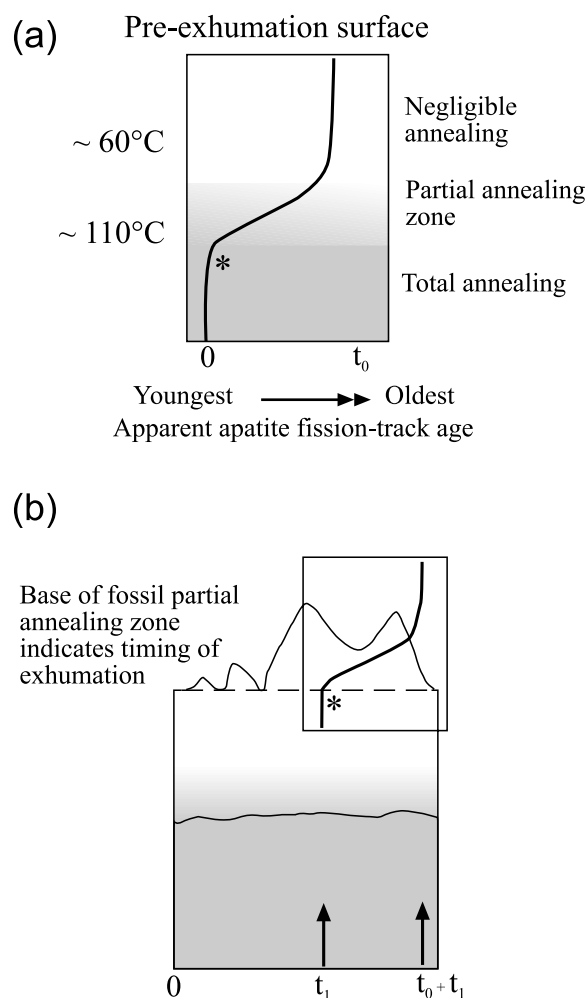 (a)
Pre-exhumation surface
~ 60°C
Negligible
annealing
Partial annealing
zone
~ 110°C
*
Total annealing
0
t₀
Youngest
Oldest
Apparent apatite fission-track age
(b)
Base of fossil partial
annealing zone
indicates timing of
exhumation
*
0
t₁
t₀ + t₁